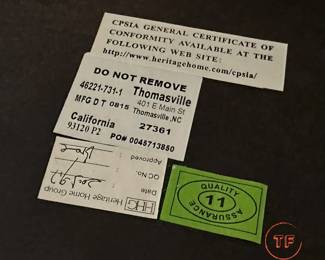 CPSIA GENERAL CERTIFICATE OF
CONFORMITY AVAILABLE AT THE
FOLLOWING WEB SITE:
http://www.heritagehome.com/cpsia/
DO NOT REMOVE
46221-731-1 Thomasville
MFG D T 0815 401 E Main St
Thomasville ,NC
California 27361
93120 P2 PO# 0045713850
Heritage Home Group
HHG
Date
QC No.
Approved
QUALITY
11
ASSURANCE
TF